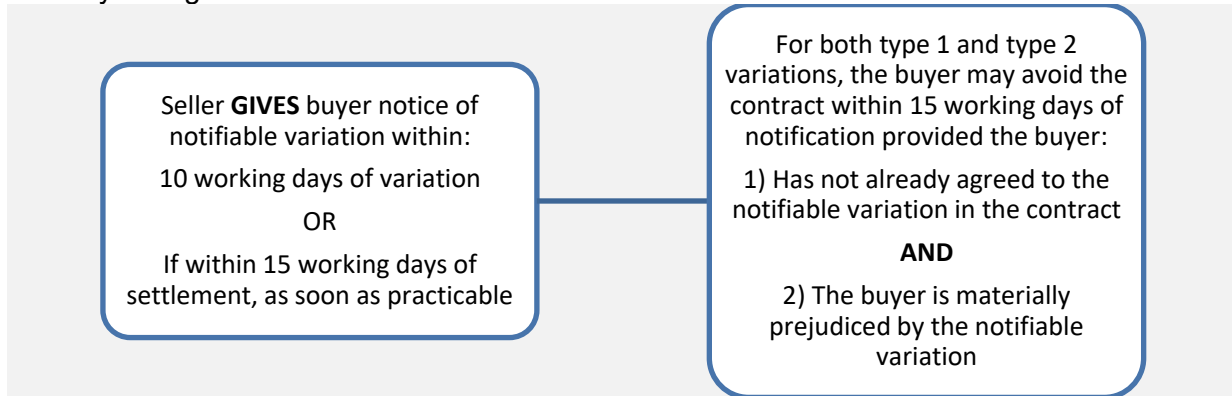 Seller GIVES buyer notice of
notifiable variation within:
10 working days of variation
OR
If within 15 working days of
settlement, as soon as practicable
For both type 1 and type 2
variations, the buyer may avoid the
contract within 15 working days of
notification provided the buyer:
1) Has not already agreed to the
notifiable variation in the contract
AND
2) The buyer is materially
prejudiced by the notifiable
variation